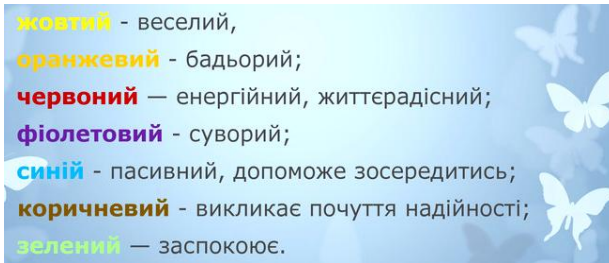 жовтий - веселий,
оранжевий - бадьорий;
червоний — енергійний, життєрадісний;
фіолетовий - суворий;
синій - пасивний, допоможе зосередитись;
коричневий - викликає почуття надійності;
зелений — заспокоює.